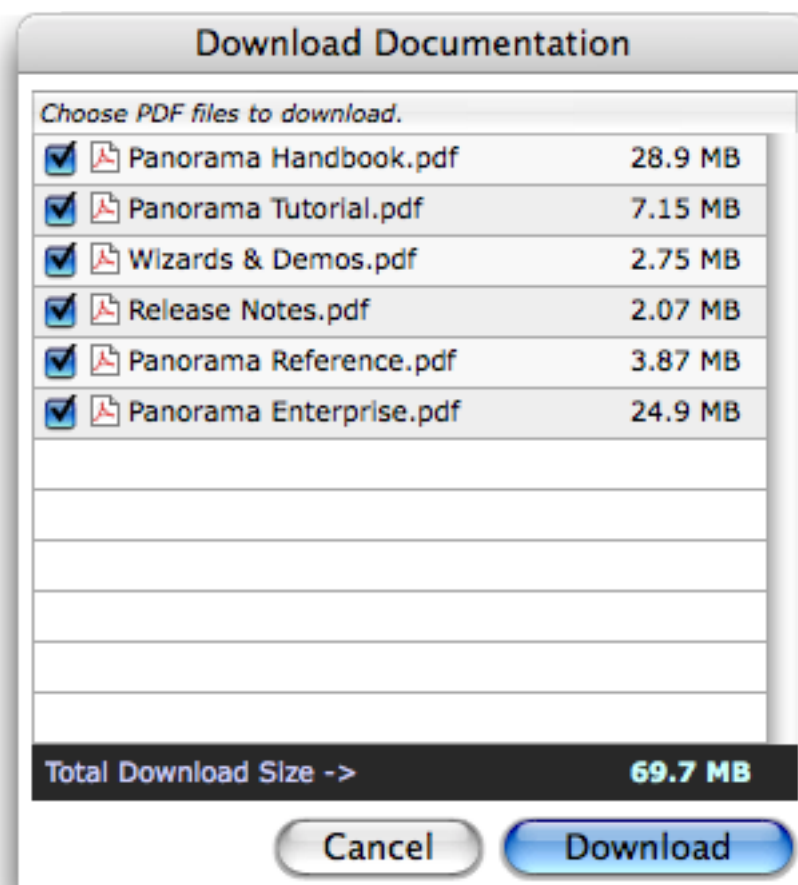 Download Documentation
Choose PDF files to download.
Panorama Handbook.pdf 28.9 MB
Panorama Tutorial.pdf 7.15 MB
Wizards & Demos.pdf 2.75 MB
Release Notes.pdf 2.07 MB
Panorama Reference.pdf 3.87 MB
Panorama Enterprise.pdf 24.9 MB
Total Download Size -> 69.7 MB
Cancel Download